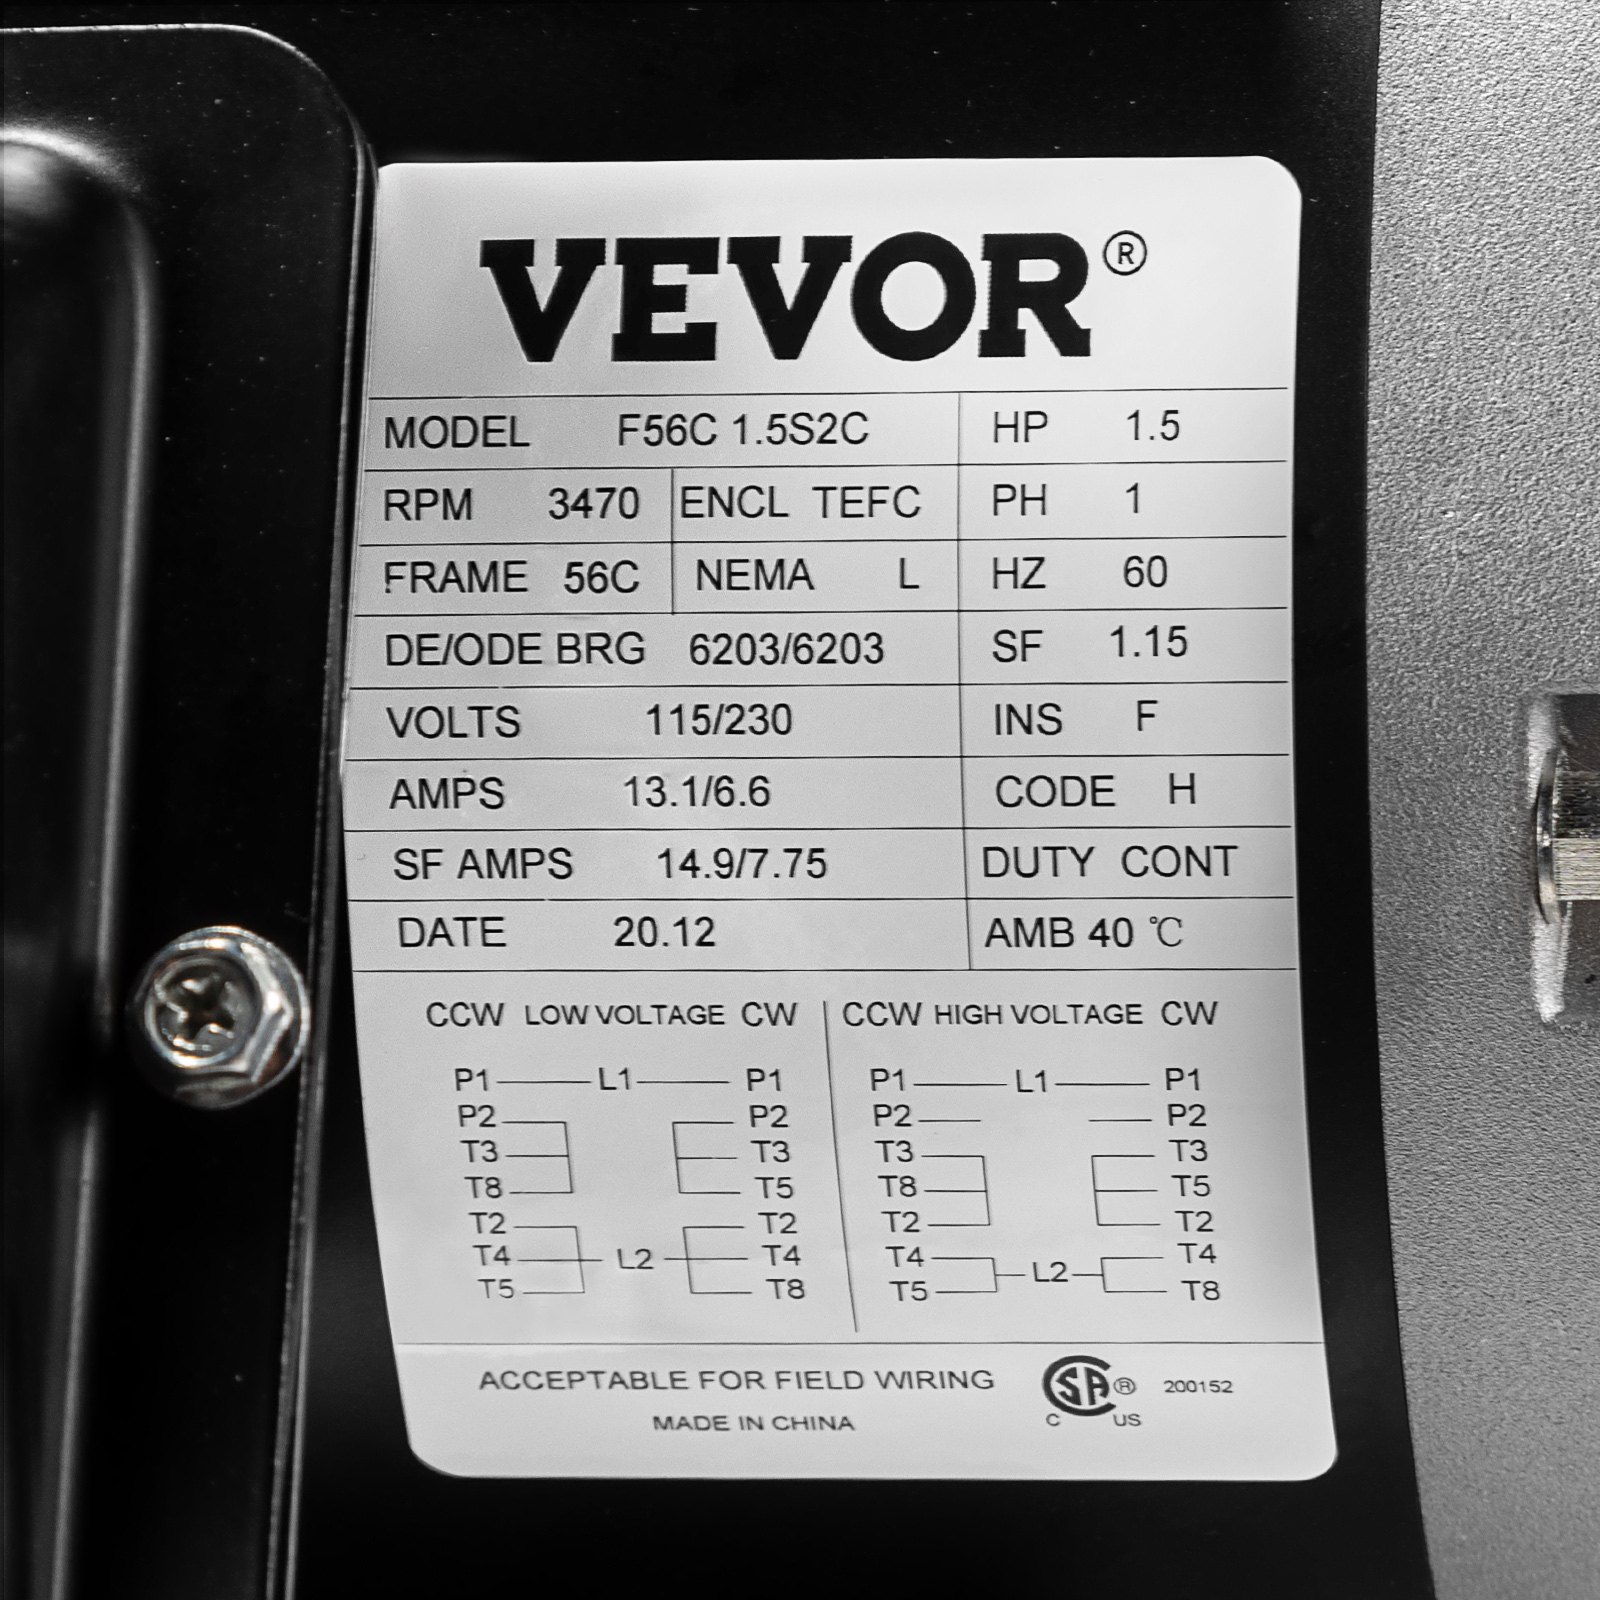 VEVOR®
MODEL F56C 1.5S2C HP 1.5
RPM 3470 ENCL TEFC PH 1
FRAME 56C NEMA L HZ 60
DE/ODE BRG 6203/6203 SF 1.15
VOLTS 115/230 INS F
AMPS 13.1/6.6 CODE H
SF AMPS 14.9/7.75 DUTY CONT
DATE 20.12 AMB 40 ℃
CCW LOW VOLTAGE CW CCW HIGH VOLTAGE CW
P1 L1 P1 P1 L1 P1
P2 P2 P2 P2
T3 T3 T3 T3
T8 T5 T8 T5
T2 T2 T2 T2
T4 L2 T4 T4 L2 T4
T5 T8 T5 T8
ACCEPTABLE FOR FIELD WIRING CSA® 200152
C US
MADE IN CHINA